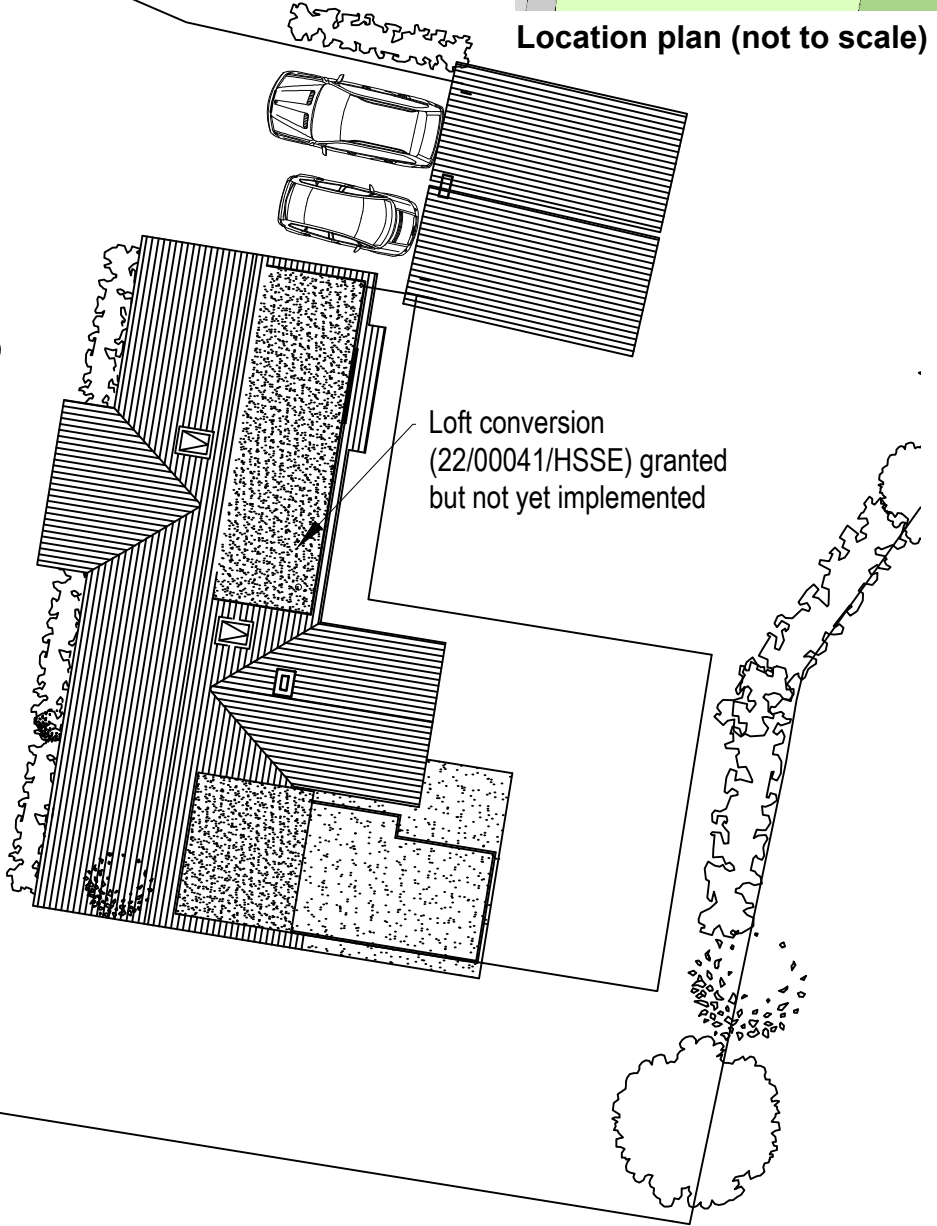 Location plan (not to scale)
Loft conversion
(22/00041/HSSE) granted
but not yet implemented